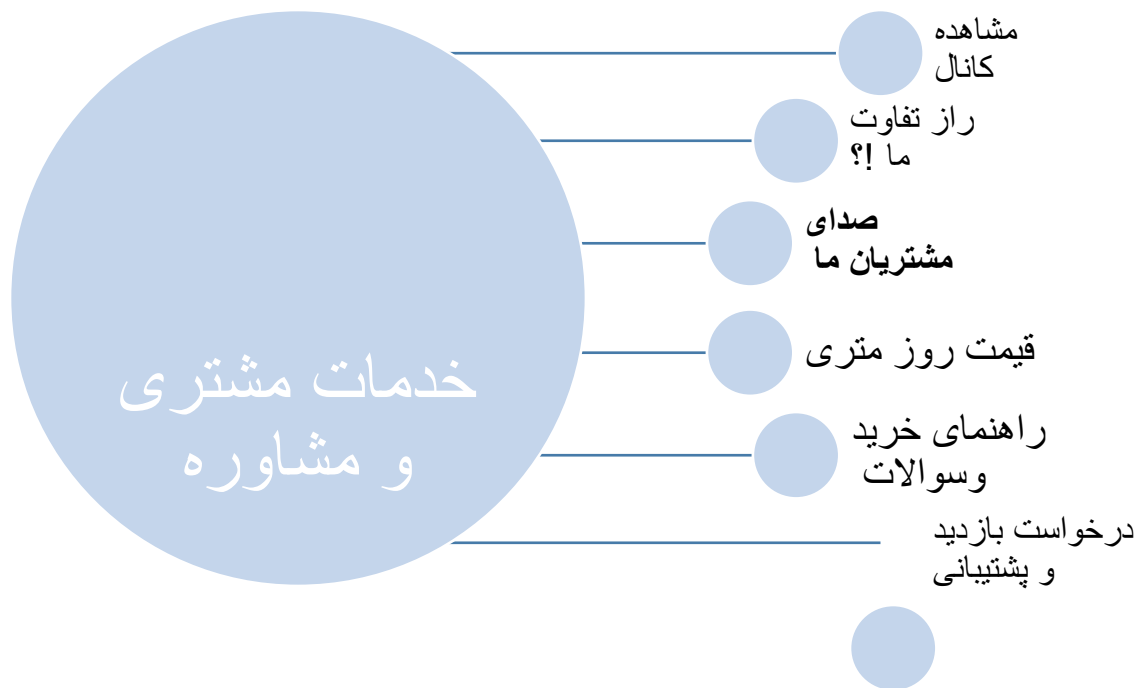 مشاهده
کانال
راز تفاوت
ما !؟
صدای
مشتریان ما
قیمت روز متری
راهنمای خرید
وسوالات
درخواست بازدید
و پشتیبانی
خدمات مشتری
و مشاوره